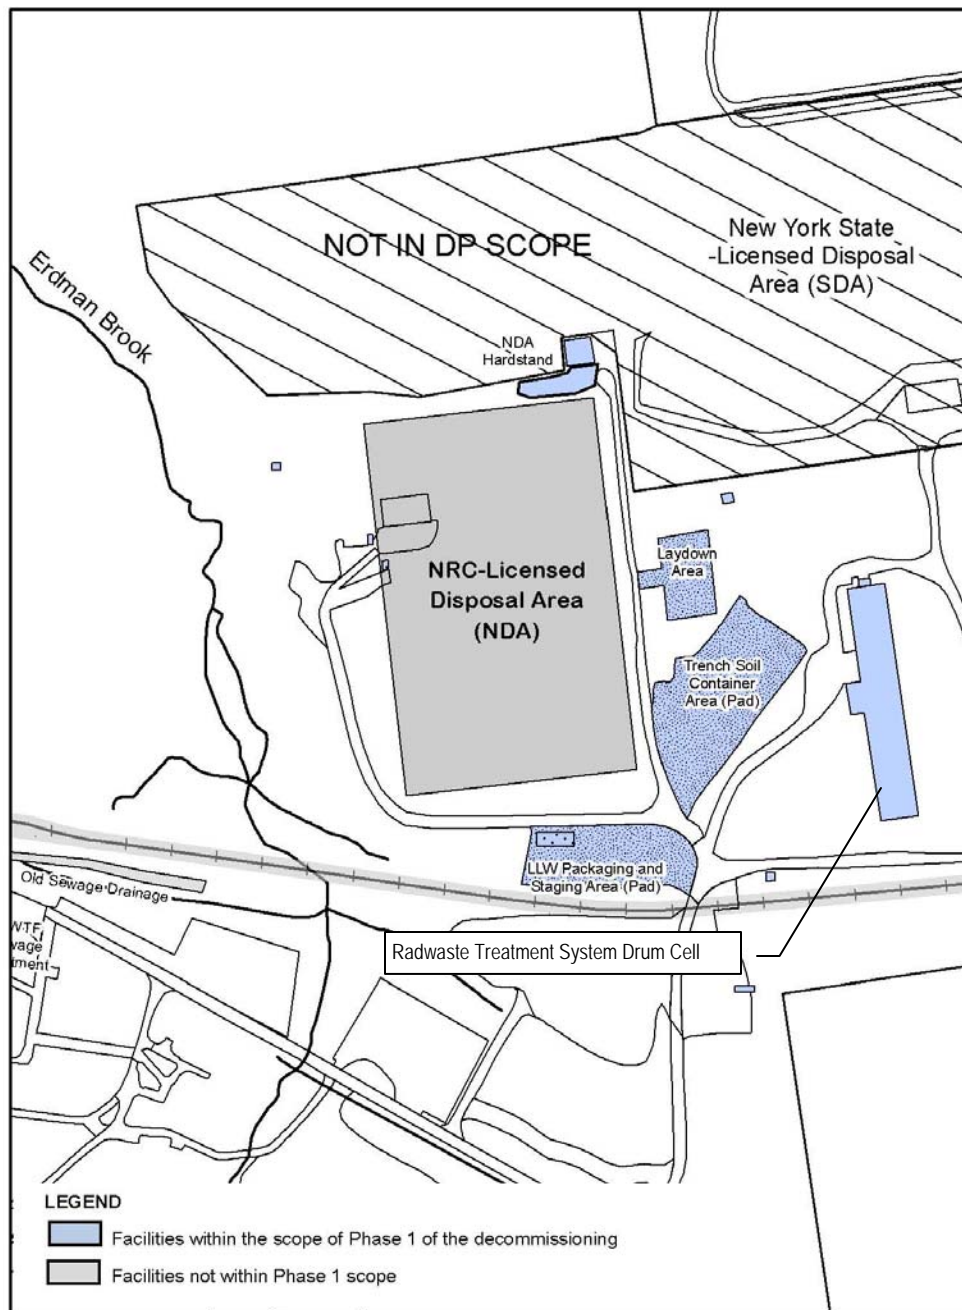 NOT IN DP SCOPE
New York State
-Licensed Disposal
Area (SDA)
Erdman Brook
NDA
Hardstand
Laydown
Area
NRC-Licensed
Disposal Area
(NDA)
Trench Soil
Container
Area (Pad)
LLW Packaging and
Staging Area (Pad)
Old Sewage Drainage
Radwaste Treatment System Drum Cell
LEGEND
Facilities within the scope of Phase 1 of the decommissioning
Facilities not within Phase 1 scope